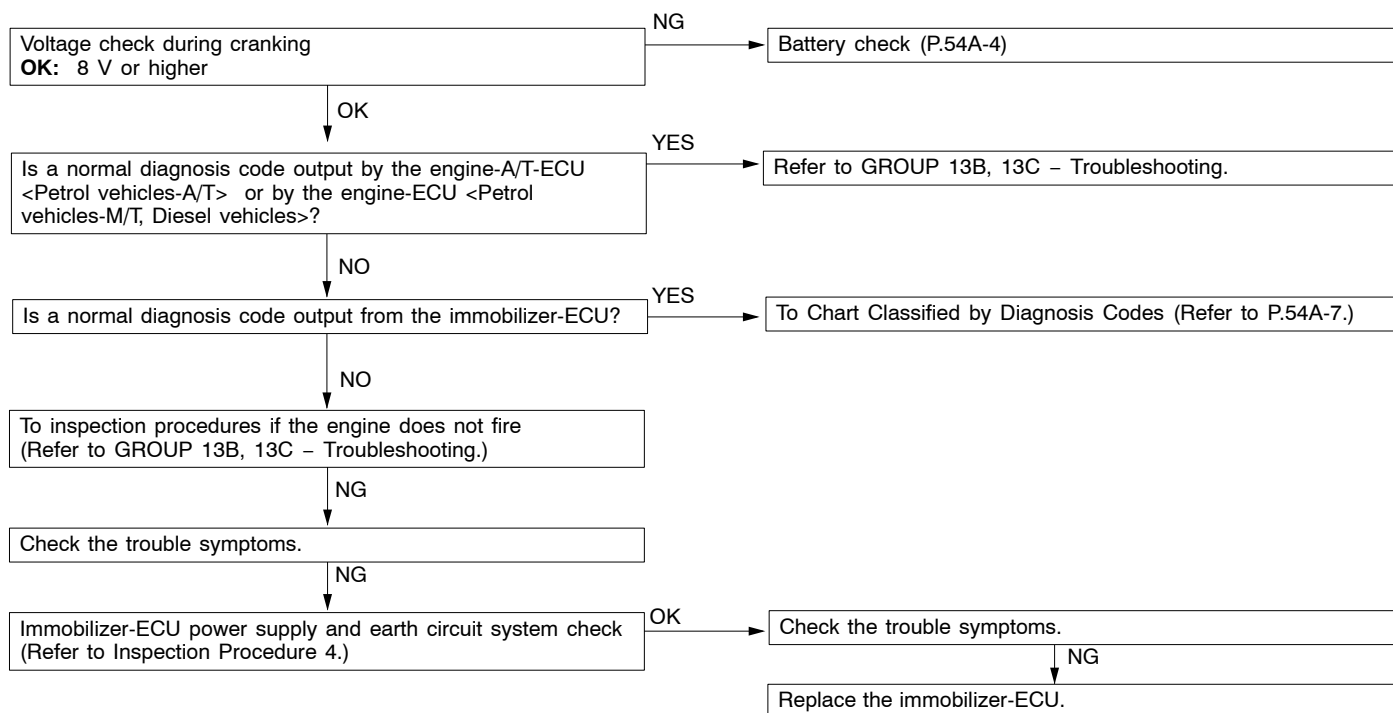 Voltage check during cranking
OK: 8 V or higher
NG
Battery check (P.54A-4)
OK
Is a normal diagnosis code output by the engine-A/T-ECU
<Petrol vehicles-A/T> or by the engine-ECU <Petrol
vehicles-M/T, Diesel vehicles>?
YES
Refer to GROUP 13B, 13C – Troubleshooting.
NO
Is a normal diagnosis code output from the immobilizer-ECU?
YES
To Chart Classified by Diagnosis Codes (Refer to P.54A-7.)
NO
To inspection procedures if the engine does not fire
(Refer to GROUP 13B, 13C – Troubleshooting.)
NG
Check the trouble symptoms.
NG
Immobilizer-ECU power supply and earth circuit system check
(Refer to Inspection Procedure 4.)
OK
Check the trouble symptoms.
NG
Replace the immobilizer-ECU.